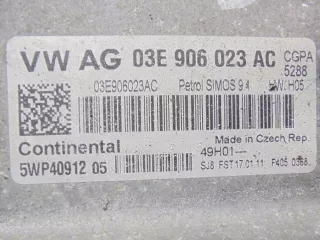 VW AG 03E 906 023 AC CGPA
5288
03E906023AC Petrol SIMOS 9.4 HW:H05
Continental Made in Czech Rep.
49H01---
5WP40912 05 SJ8 FST 17.01.11 F405 0368